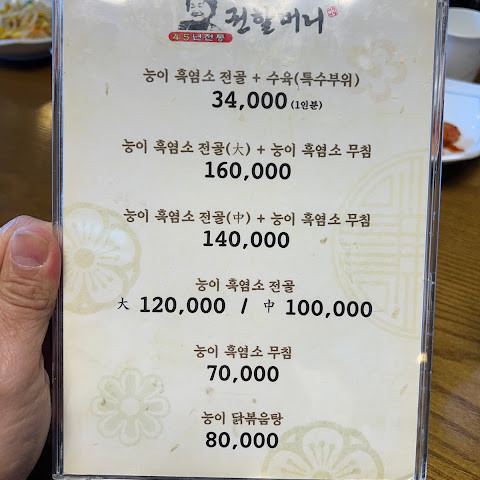 전할머니
45년전통
능이 흑염소 전골 + 수육(특수부위)
34,000 (1인분)
능이 흑염소 전골(大) + 능이 흑염소 무침
160,000
능이 흑염소 전골(中) + 능이 흑염소 무침
140,000
능이 흑염소 전골
大 120,000 / 中 100,000
능이 흑염소 무침
70,000
능이 닭볶음탕
80,000